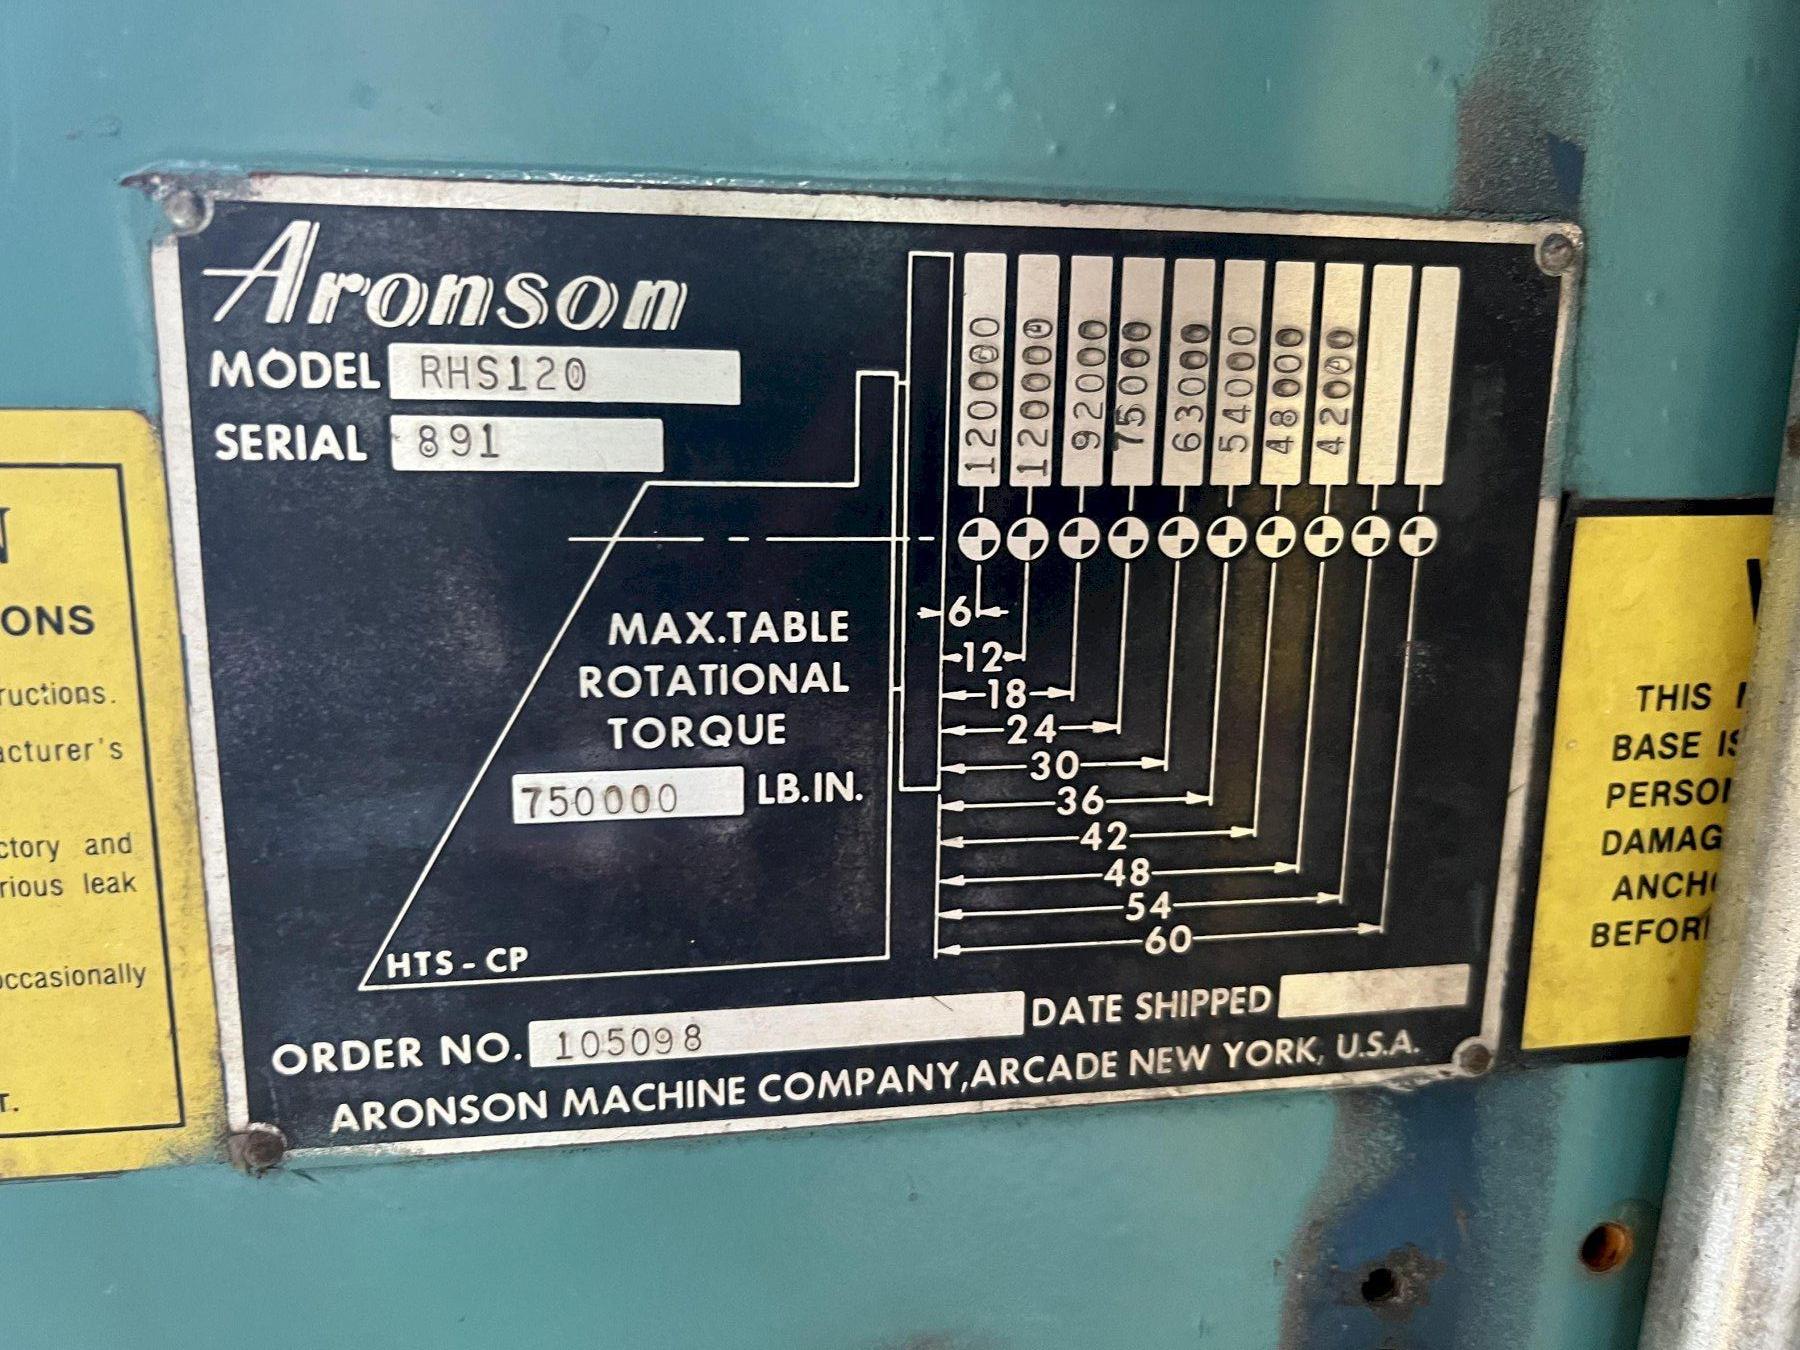 Aronson
MODEL RHS120
SERIAL 891
120000
120000
92000
75000
63000
54000
48000
42000
6
12
18
24
30
36
42
48
54
60
MAX.TABLE
ROTATIONAL
TORQUE
750000 LB.IN.
HTS-CP
ORDER NO. 105098 DATE SHIPPED
ARONSON MACHINE COMPANY, ARCADE NEW YORK, U.S.A.
ONS
ructions.
acturer's
ctory and
rious leak
occasionally
T.
THIS
BASE IS
PERSON
DAMAG
ANCH
BEFOR